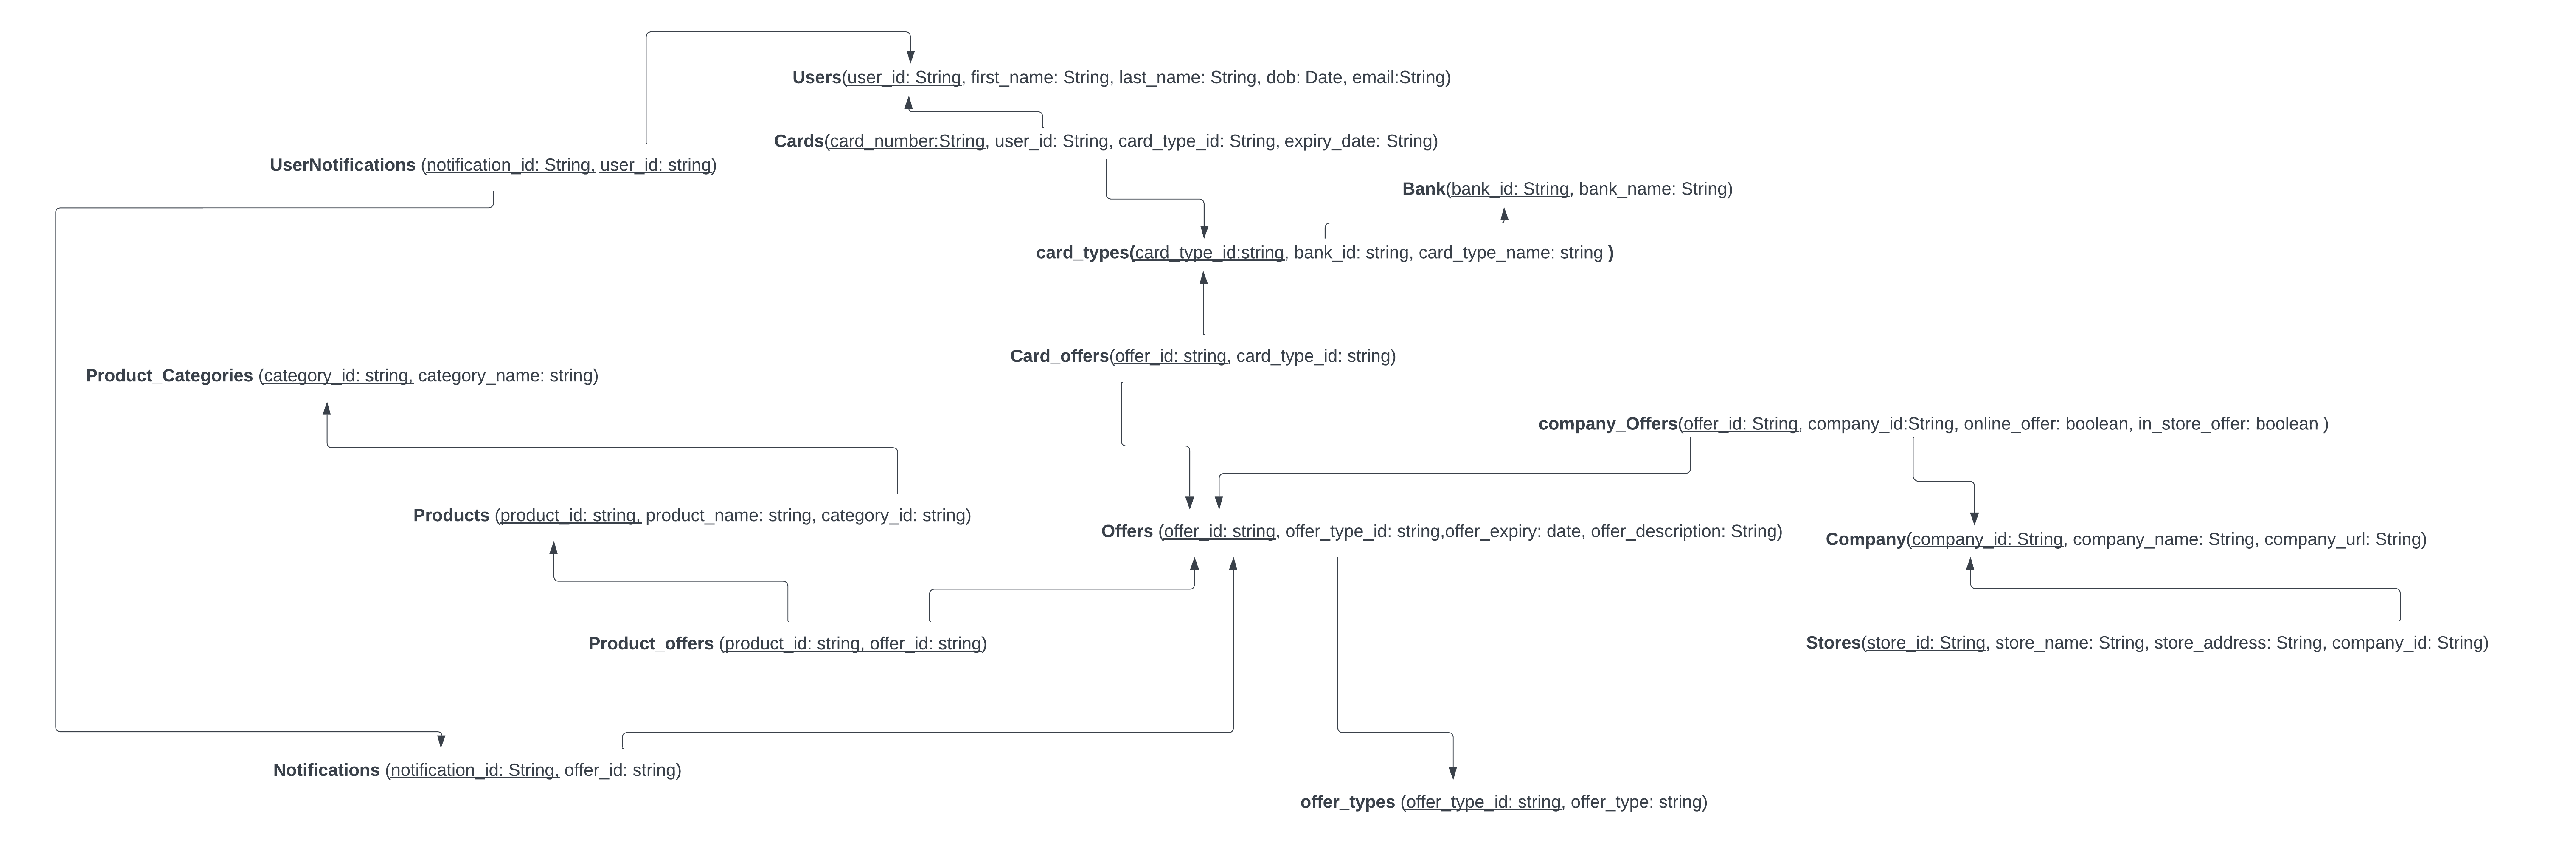 Users(user_id: String, first_name: String, last_name: String, dob: Date, email:String)
Cards(card_number:String, user_id: String, card_type_id: String, expiry_date: String)
UserNotifications (notification_id: String, user_id: string)
Bank(bank_id: String, bank_name: String)
card_types(card_type_id:string, bank_id: string, card_type_name: string )
Card_offers(offer_id: string, card_type_id: string)
Product_Categories (category_id: string, category_name: string)
company_Offers(offer_id: String, company_id:String, online_offer: boolean, in_store_offer: boolean )
Products (product_id: string, product_name: string, category_id: string)
Offers (offer_id: string, offer_type_id: string,offer_expiry: date, offer_description: String)
Company(company_id: String, company_name: String, company_url: String)
Product_offers (product_id: string, offer_id: string)
Stores(store_id: String, store_name: String, store_address: String, company_id: String)
Notifications (notification_id: String, offer_id: string)
offer_types (offer_type_id: string, offer_type: string)